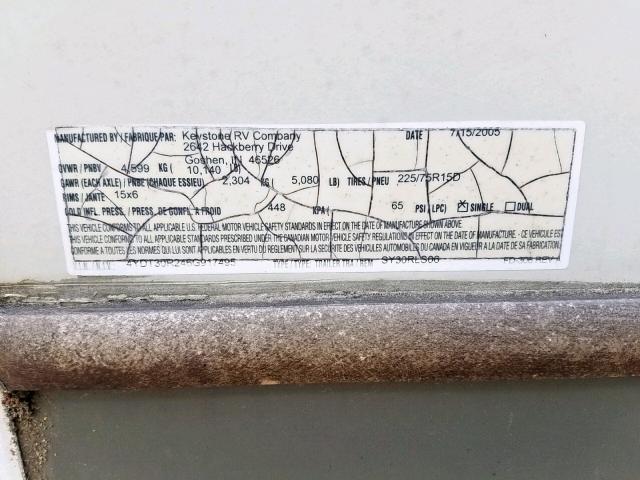 MANUFACTURED BY / FABRIQUE PAR: Keystone RV Company DATE 7/15/2005
2642 Hackberry Drive
Goshen, IN 46526
GVWR / PNBV 4,599 KG ( 10,140 LB)
GAWR (EACH AXLE) / PNBE (CHAQUE ESSIEU) 2,304 KG ( 5,080 LB) TIRES / PNEU 225/75R15D
RIMS / JANTE 15x6
COLD INFL. PRESS. / PRESS. DE GONFL. A FROID 448 KPA / 65 PSI (LPC) ☒ SINGLE ☐ DUAL
THIS VEHICLE CONFORMS TO ALL APPLICABLE U.S. FEDERAL MOTOR VEHICLE SAFETY STANDARDS IN EFFECT ON THE DATE OF MANUFACTURE SHOWN ABOVE.
THIS VEHICLE CONFORMS TO ALL APPLICABLE STANDARDS PRESCRIBED UNDER THE CANADIAN MOTOR VEHICLE SAFETY REGULATIONS IN EFFECT ON THE DATE OF MANUFACTURE.
TYPE/TYPE: SY30RLS06